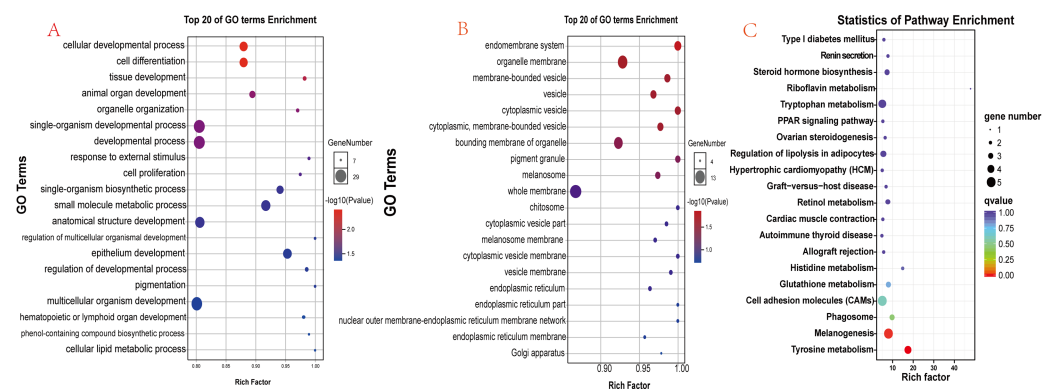 A
Top 20 of GO terms Enrichment
GO Terms
cellular developmental process
cell differentiation
tissue development
animal organ development
organelle organization
single-organism developmental process
developmental process
response to external stimulus
cell proliferation
single-organism biosynthetic process
small molecule metabolic process
anatomical structure development
regulation of multicellular organismal development
epithelium development
regulation of developmental process
pigmentation
multicellular organism development
hematopoietic or lymphoid organ development
phenol-containing compound biosynthetic process
cellular lipid metabolic process
0.80 0.85 0.90 0.95 1.00
Rich Factor
GeneNumber
7
29
-log10(Pvalue)
2.0
1.5
B
Top 20 of GO terms Enrichment
GO Terms
endomembrane system
organelle membrane
membrane-bounded vesicle
vesicle
cytoplasmic vesicle
cytoplasmic, membrane-bounded vesicle
bounding membrane of organelle
pigment granule
melanosome
whole membrane
chitosome
cytoplasmic vesicle part
melanosome membrane
cytoplasmic vesicle membrane
vesicle membrane
endoplasmic reticulum
endoplasmic reticulum part
nuclear outer membrane-endoplasmic reticulum membrane network
endoplasmic reticulum membrane
Golgi apparatus
0.90 0.95 1.00
Rich Factor
GeneNumber
4
13
-log10(Pvalue)
1.5
1.0
C
Statistics of Pathway Enrichment
Type I diabetes mellitus
Renin secretion
Steroid hormone biosynthesis
Riboflavin metabolism
Tryptophan metabolism
PPAR signaling pathway
Ovarian steroidogenesis
Regulation of lipolysis in adipocytes
Hypertrophic cardiomyopathy (HCM)
Graft-versus-host disease
Retinol metabolism
Cardiac muscle contraction
Autoimmune thyroid disease
Allograft rejection
Histidine metabolism
Glutathione metabolism
Cell adhesion molecules (CAMs)
Phagosome
Melanogenesis
Tyrosine metabolism
10 20 30 40
Rich factor
gene number
1
2
3
4
5
qvalue
1.00
0.75
0.50
0.25
0.00